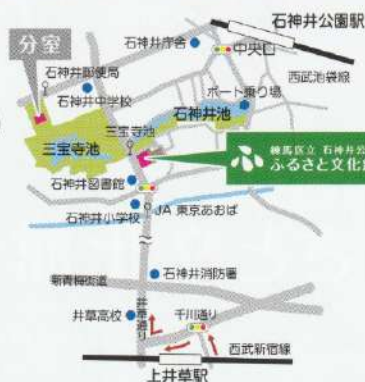 石神井公園駅
石神井庁舎
中央口
分室
石神井郵便局
西武池袋線
石神井中学校
ボート乗り場
石神井池
三宝寺池
三宝寺池
練馬区立 石神井公
ふるさと文化
石神井図書館
JA 東京あおば
石神井小学校
新青梅街道
石神井消防署
井草高校
井草通り
千川通り
西武新宿線
上井草駅